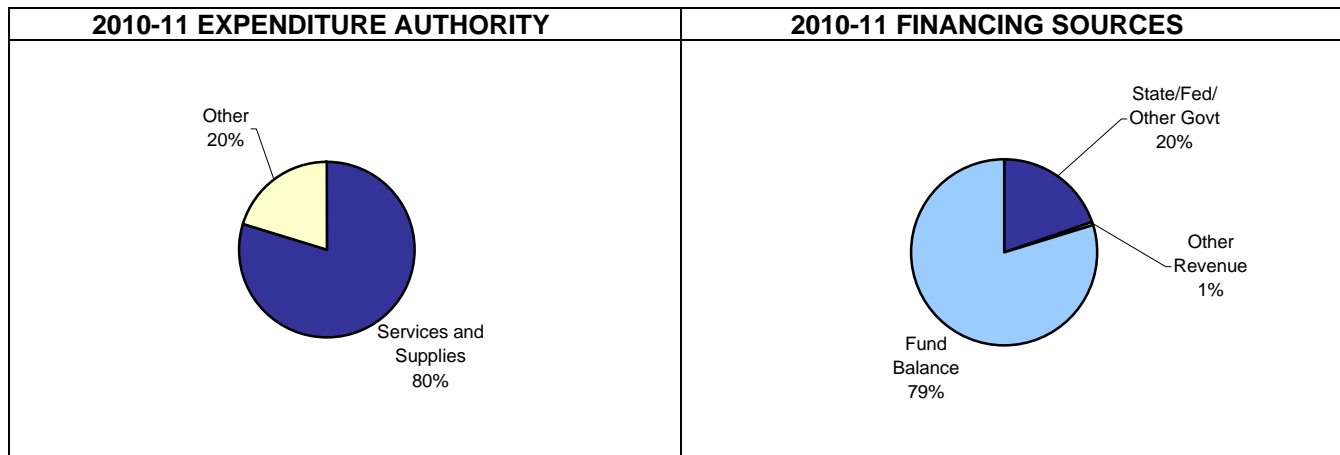 2010-11 EXPENDITURE AUTHORITY
Other
20%
Services and
Supplies
80%
2010-11 FINANCING SOURCES
State/Fed/
Other Govt
20%
Other
Revenue
1%
Fund
Balance
79%